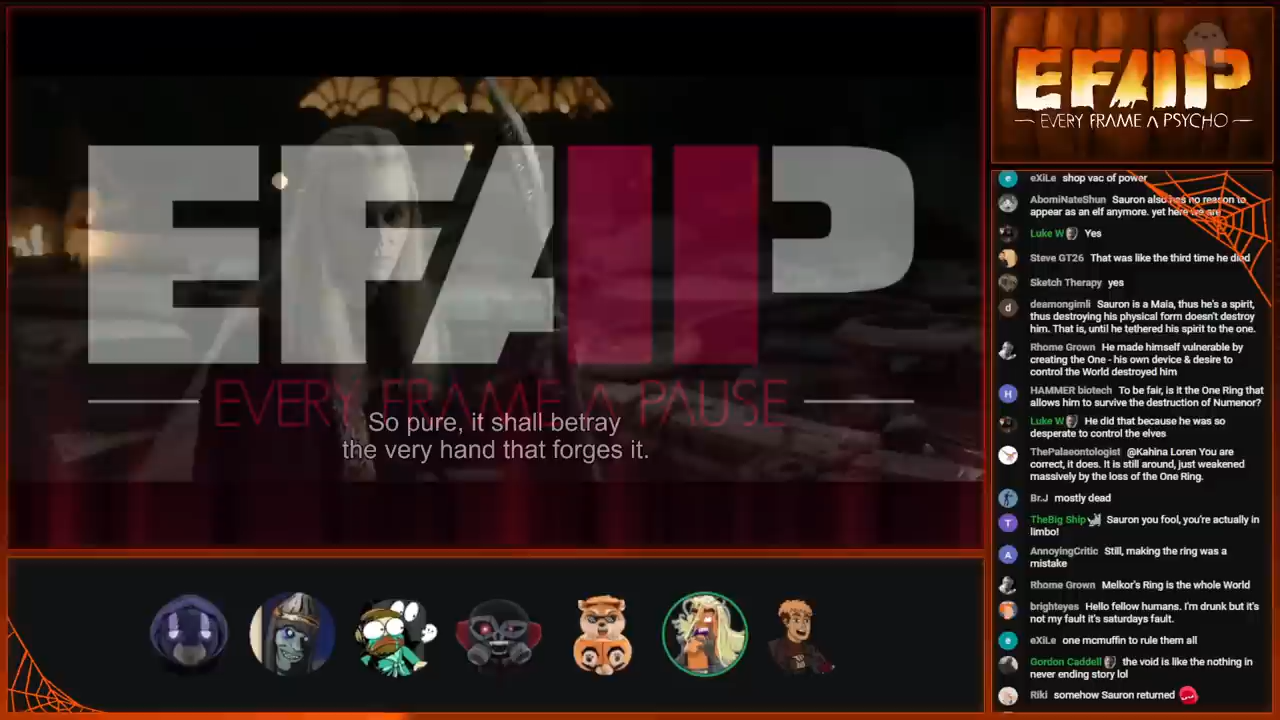 EFAP
EVERY FRAME A PAUSE
So pure, it shall betray
the very hand that forges it.
EFAP
EVERY FRAME A PSYCHO
eXiLe shop vac of power
AbomiNateShun Sauron also has no reason to
appear as an elf anymore. yet here we are
Luke W Yes
Steve GT26 That was like the third time he died
Sketch Therapy yes
deamongimli Sauron is a Maia, thus he's a spirit,
thus destroying his physical form doesn't destroy
him. That is, until he tethered his spirit to the one.
Rhome Grown He made himself vulnerable by
creating the One - his own device & desire to
control the World destroyed him
HAMMER biotech To be fair, is it the One Ring that
allows him to survive the destruction of Numenor?
Luke W He did that because he was so
desperate to control the elves
ThePalaeontologist @Kahina Loren You are
correct, it does. It is still around, just weakened
massively by the loss of the One Ring.
Br.J mostly dead
TheBig Ship Sauron you fool, you're actually in
limbo!
AnnoyingCritic Still, making the ring was a
mistake
Rhome Grown Melkor's Ring is the whole World
brighteyes Hello fellow humans. I'm drunk but it's
not my fault it's saturdays fault.
eXiLe one mcmuffin to rule them all
Gordon Caddell the void is like the nothing in
never ending story lol
Riki somehow Sauron returned